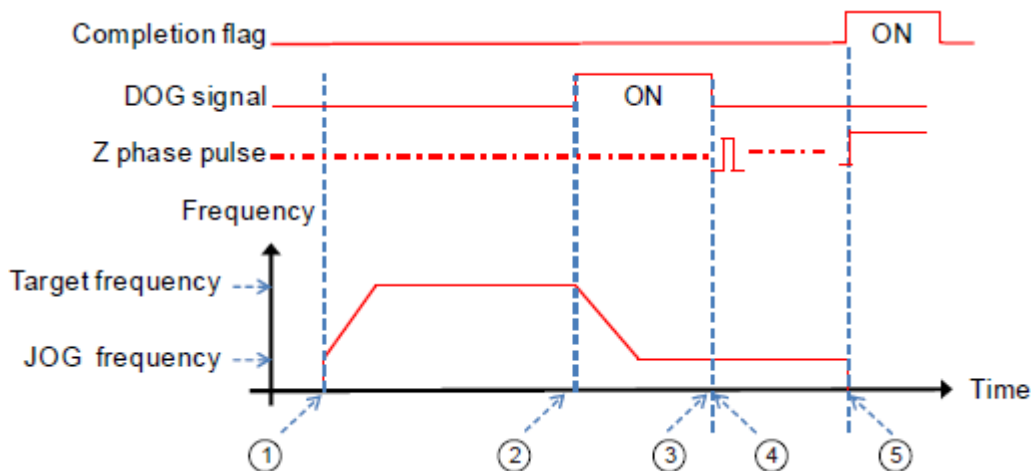 Completion flag
ON
DOG signal
ON
Z phase pulse
Frequency
Target frequency
JOG frequency
Time
1
2
3
4
5